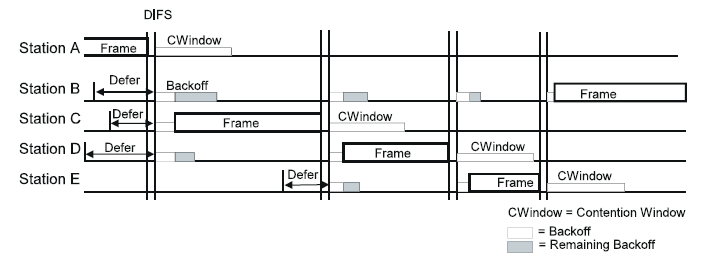 DIFS
Station A Frame CWindow
Station B Defer Backoff Frame
Station C Defer Frame CWindow
Station D Defer Frame CWindow
Station E Defer Frame CWindow
CWindow = Contention Window
= Backoff
= Remaining Backoff